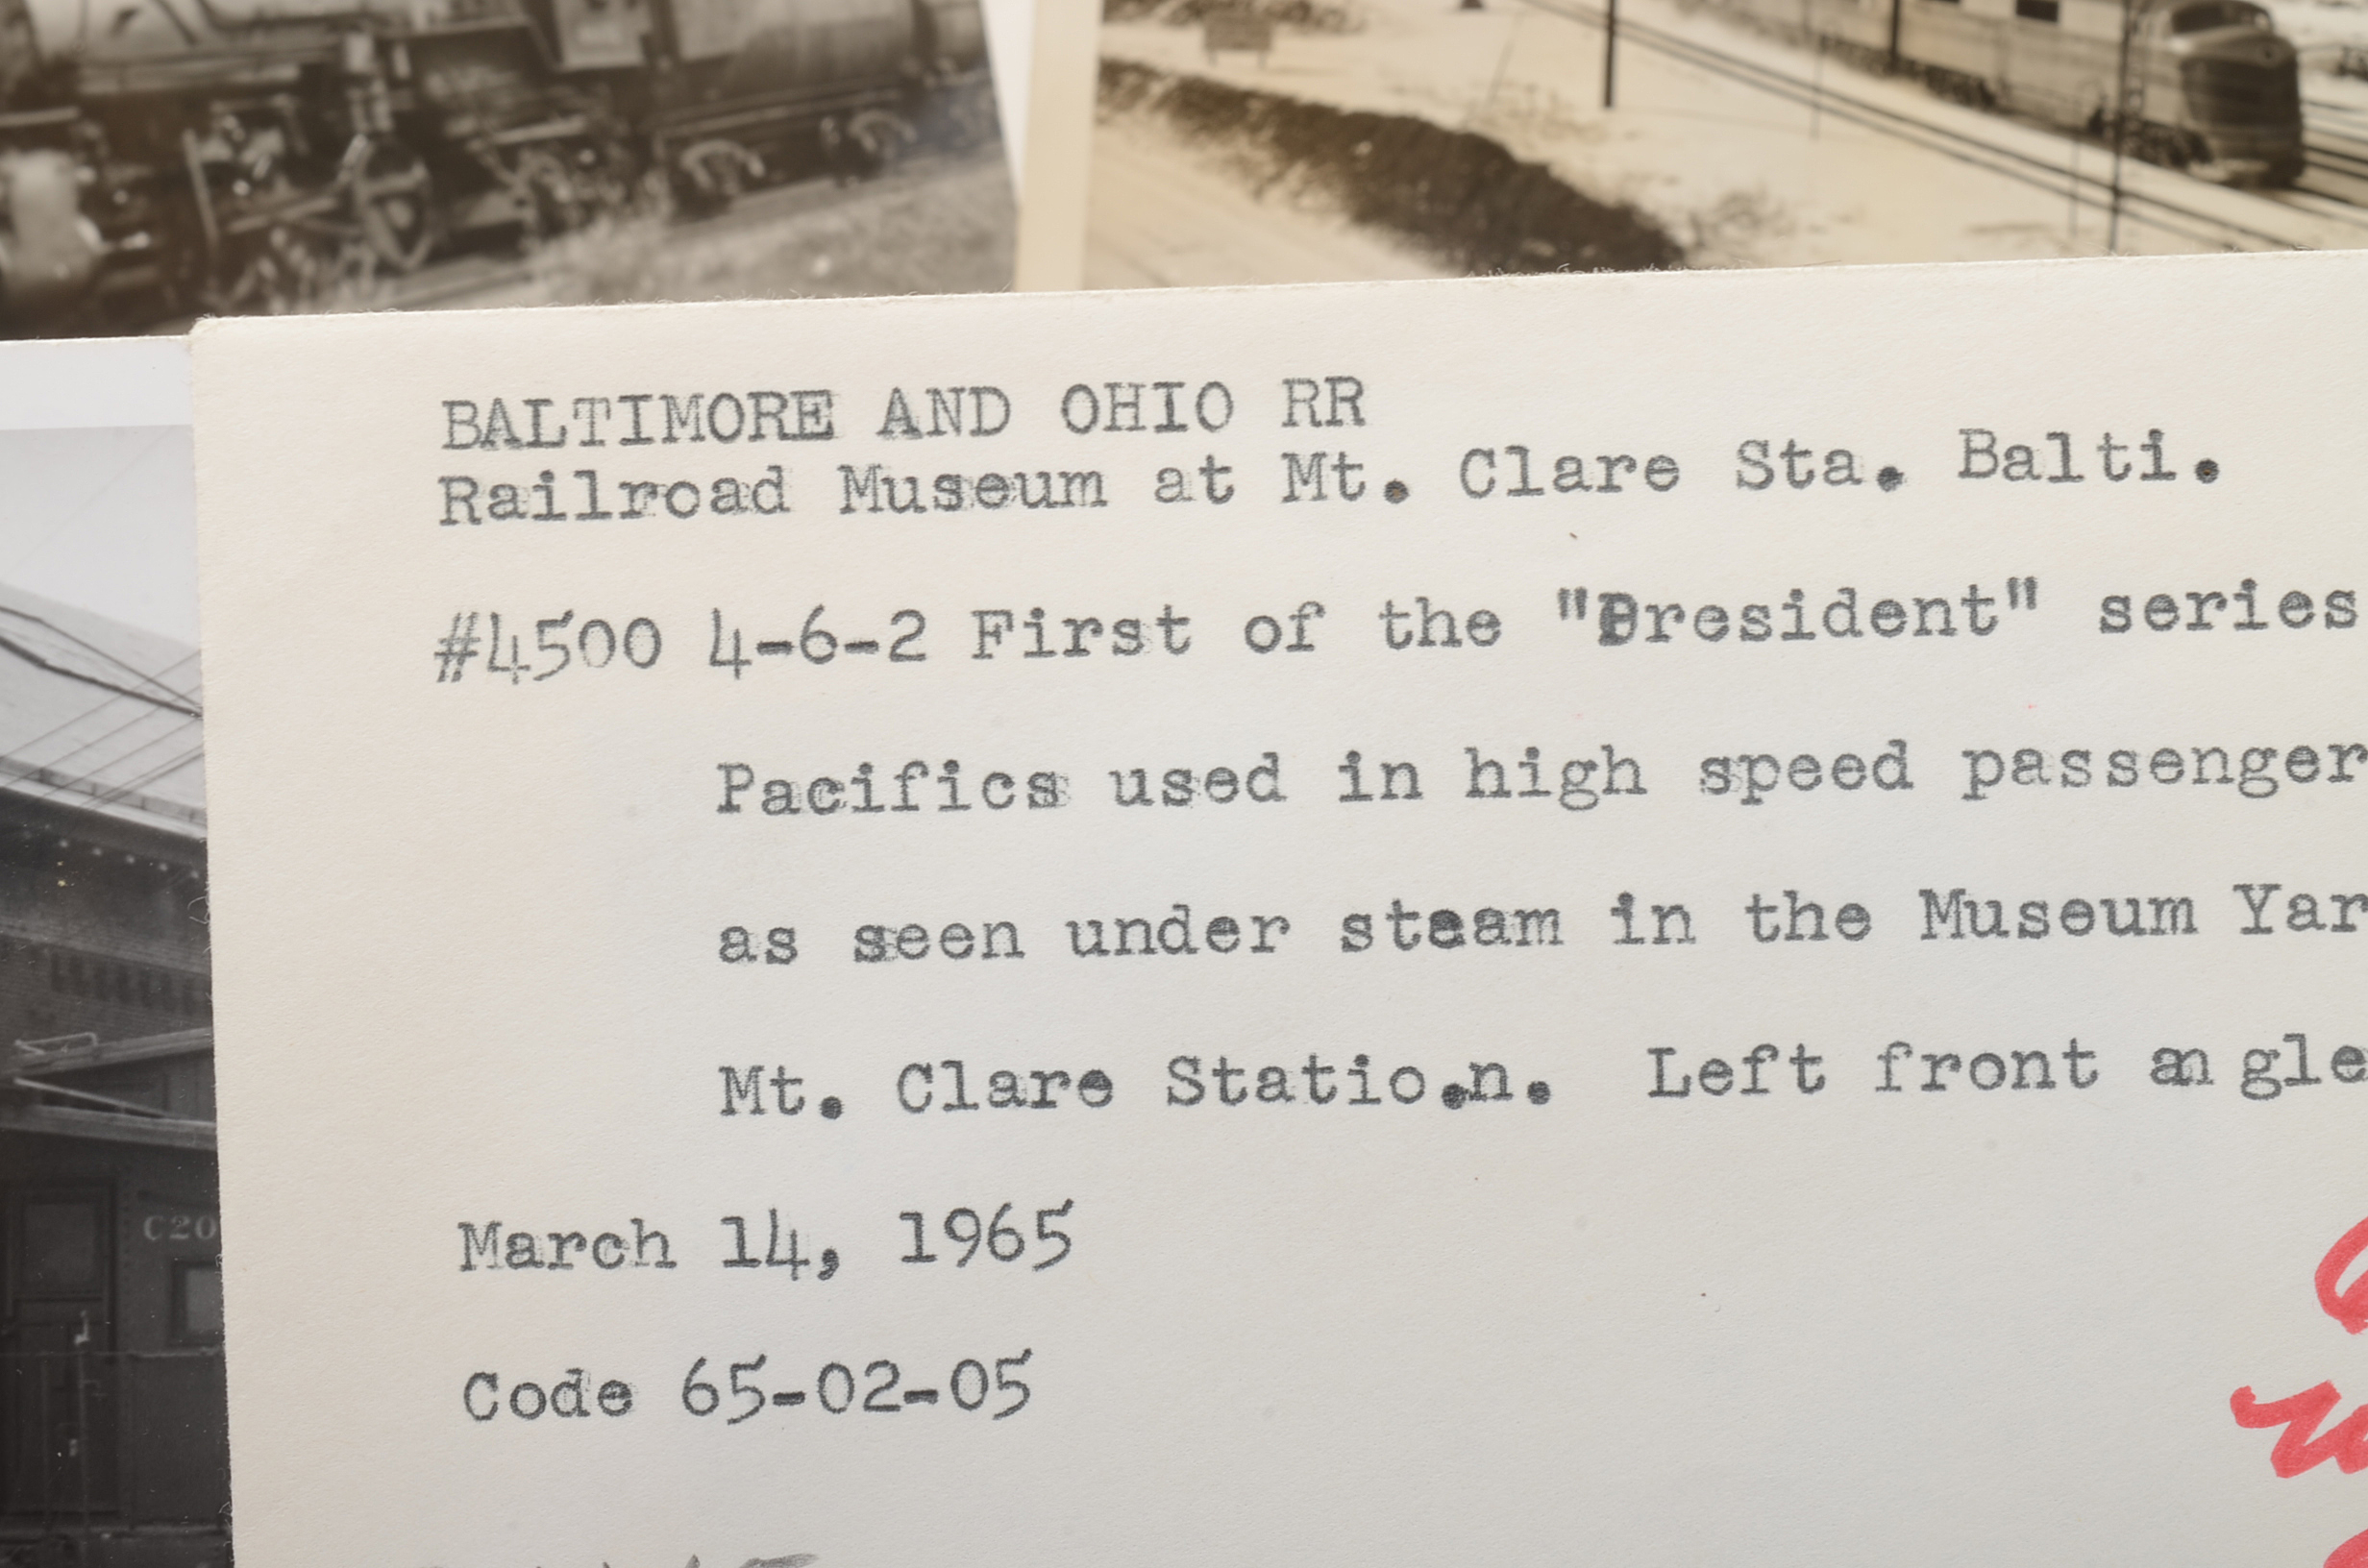 BALTIMORE AND OHIO RR
Railroad Museum at Mt. Clare Sta. Balti.
#4500 4-6-2 First of the "President" series
Pacifics used in high speed passenger
as seen under steam in the Museum Yar
Mt. Clare Statio.n. Left front an gle
March 14, 1965
Code 65-02-05
C20